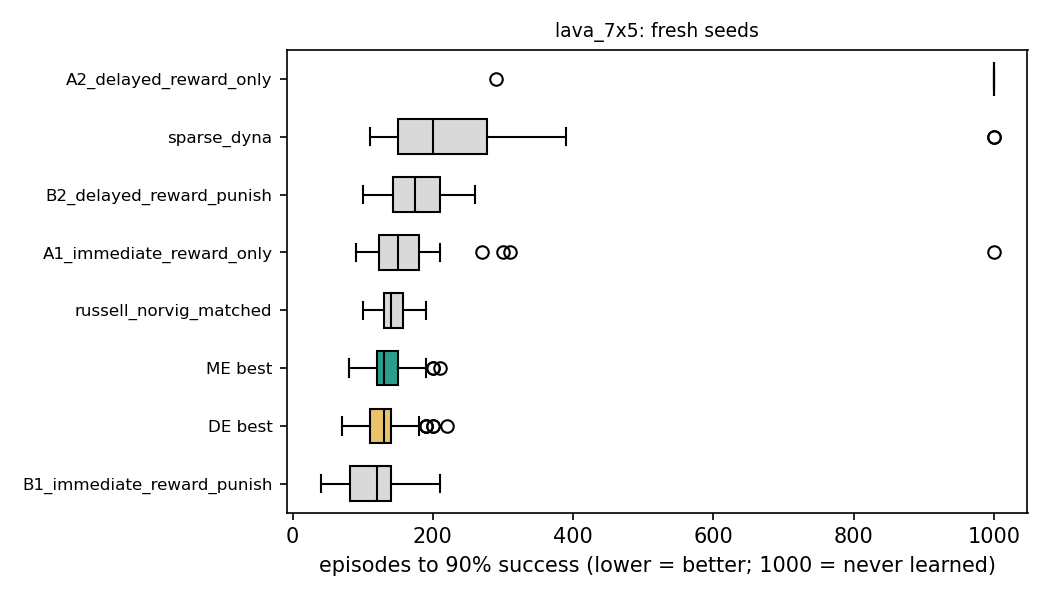 lava_7x5: fresh seeds
A2_delayed_reward_only
sparse_dyna
B2_delayed_reward_punish
A1_immediate_reward_only
russell_norvig_matched
ME best
DE best
B1_immediate_reward_punish
0 200 400 600 800 1000
episodes to 90% success (lower = better; 1000 = never learned)